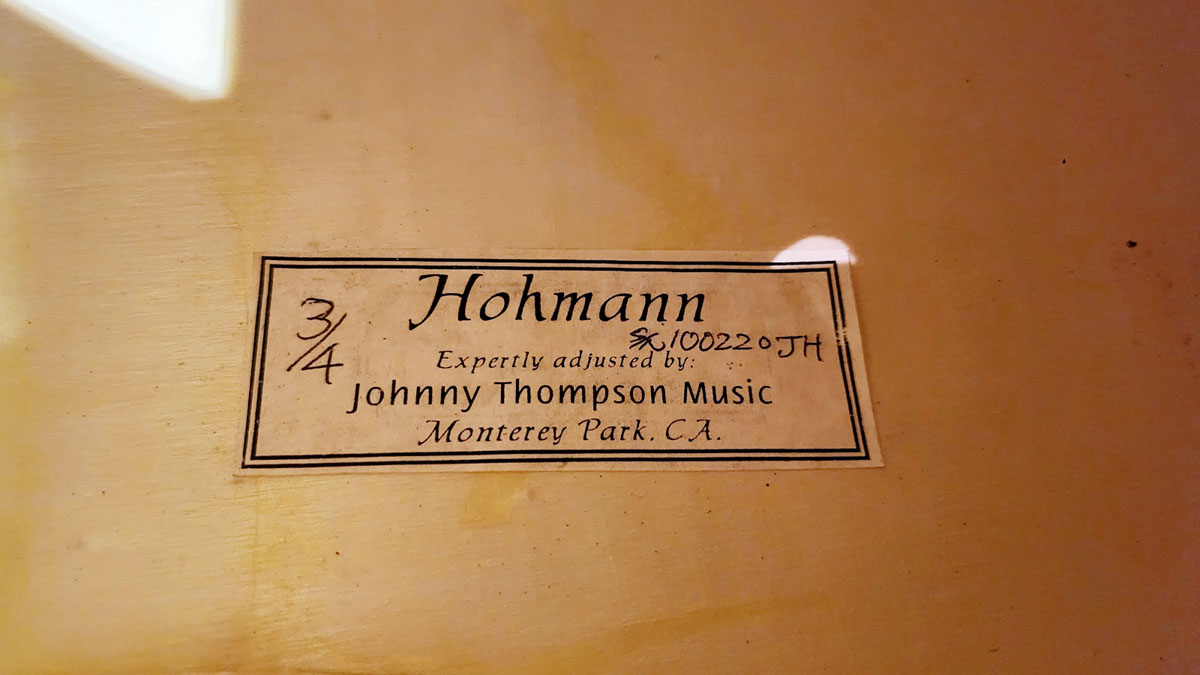 Hohmann
3/4
100220JH
Expertly adjusted by:
Johnny Thompson Music
Monterey Park, CA.